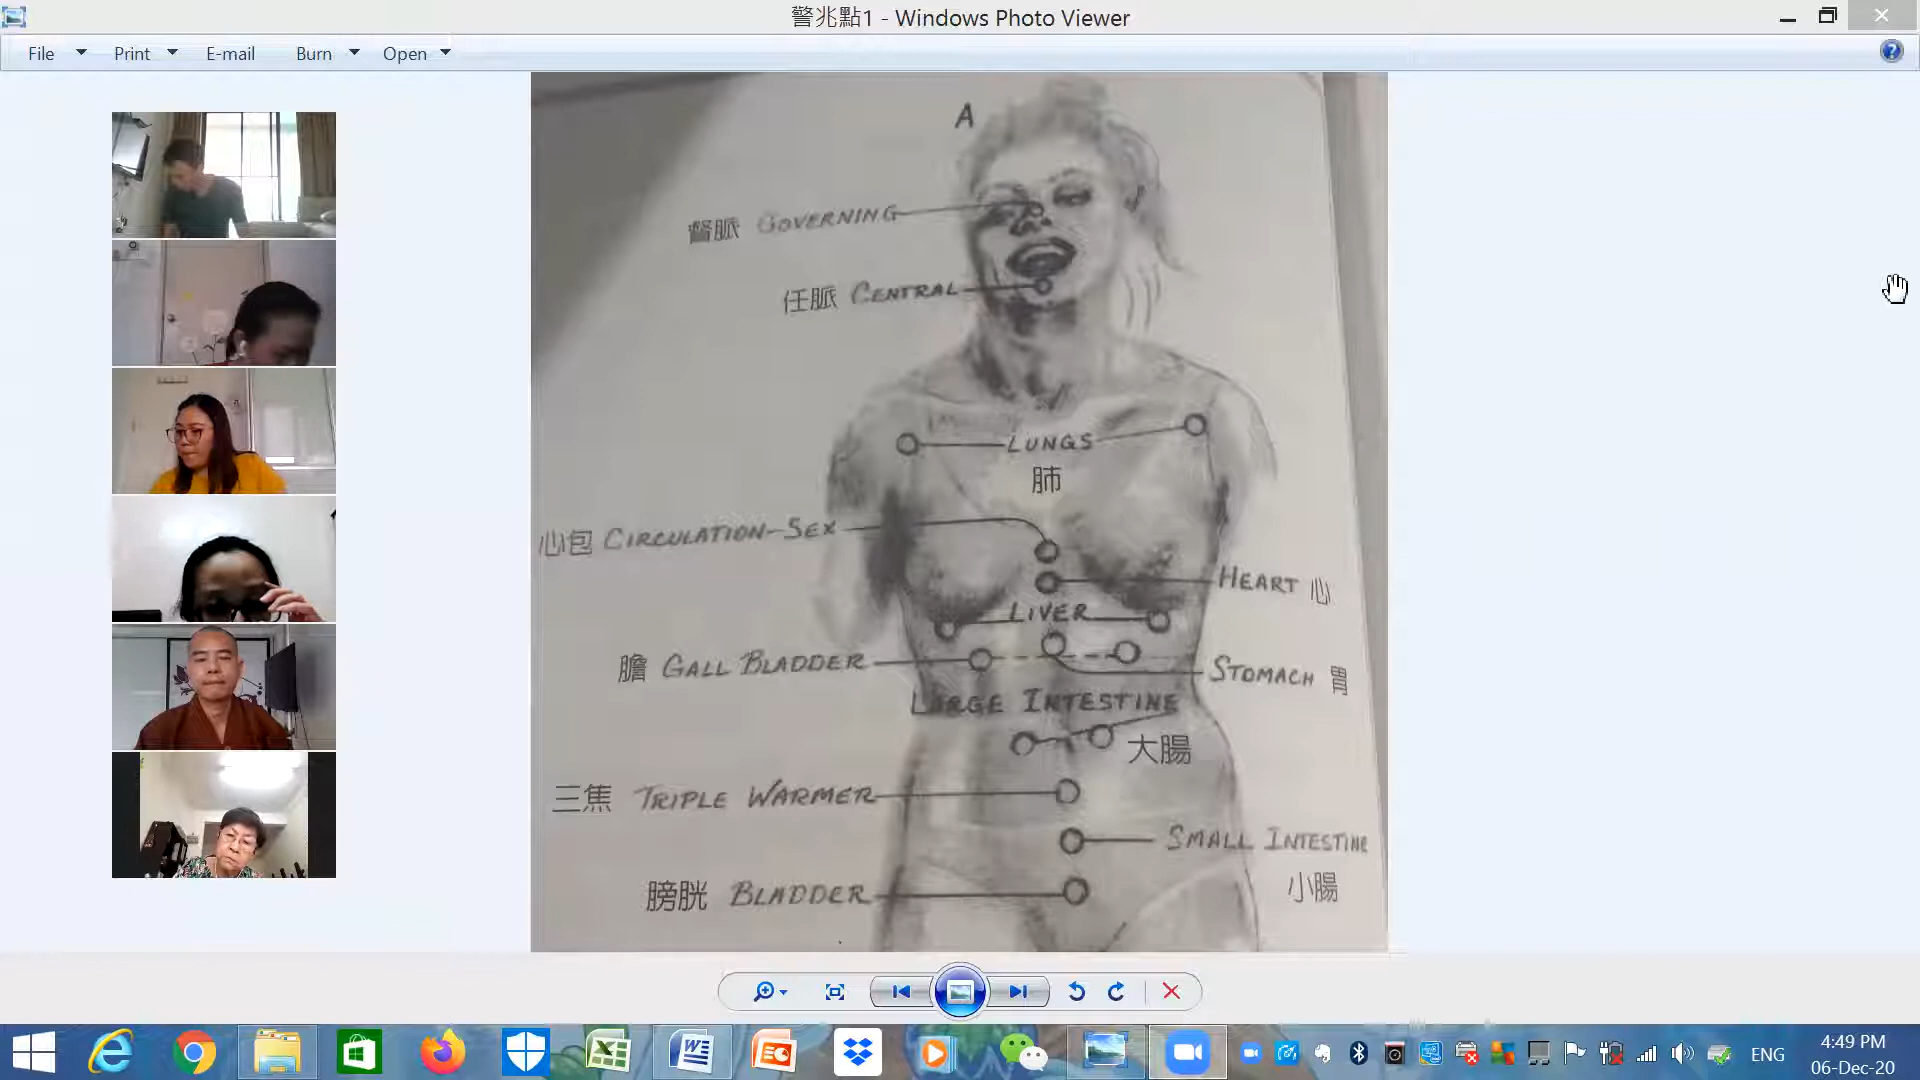 警兆點1 - Windows Photo Viewer
File Print E-mail Burn Open
A
督脈 GOVERNING
任脈 CENTRAL
LUNGS
肺
心包 CIRCULATION-SEX
HEART 心
LIVER
膽 GALL BLADDER
STOMACH 胃
LARGE INTESTINE
大腸
三焦 TRIPLE WARMER
SMALL INTESTINE
小腸
膀胱 BLADDER
ENG
4:49 PM
06-Dec-20